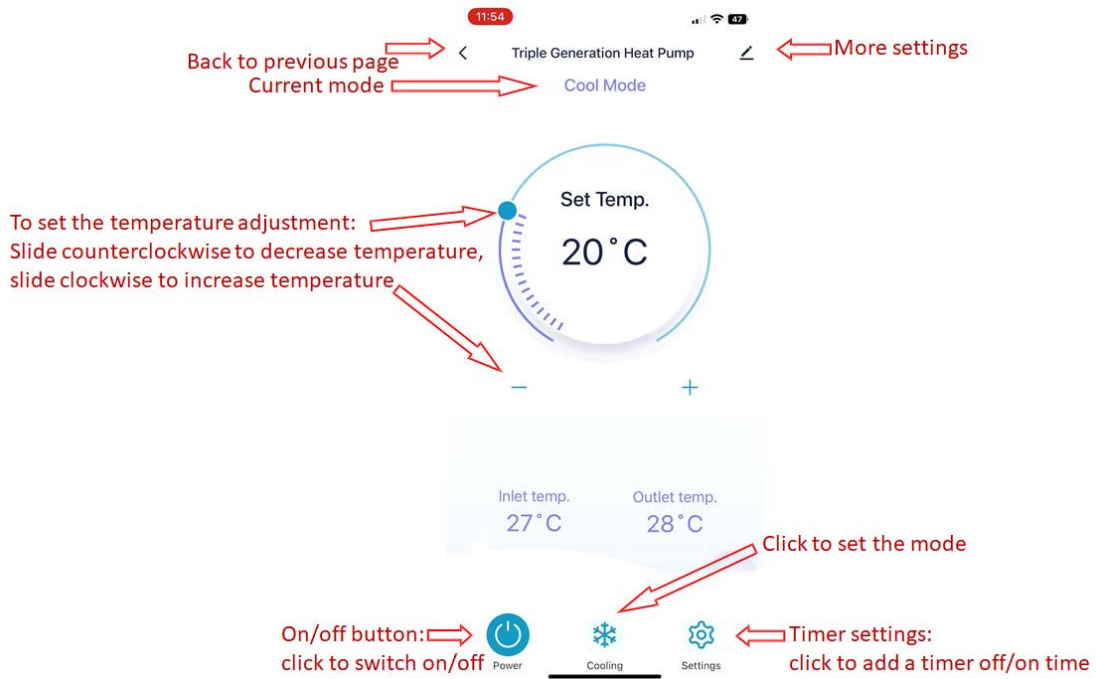 11:54
47
Back to previous page
Triple Generation Heat Pump
More settings
Current mode
Cool Mode
Set Temp.
20°C
To set the temperature adjustment:
Slide counterclockwise to decrease temperature,
slide clockwise to increase temperature
Inlet temp.
Outlet temp.
27°C
28°C
Click to set the mode
On/off button:
click to switch on/off
Power
Cooling
Settings
Timer settings:
click to add a timer off/on time